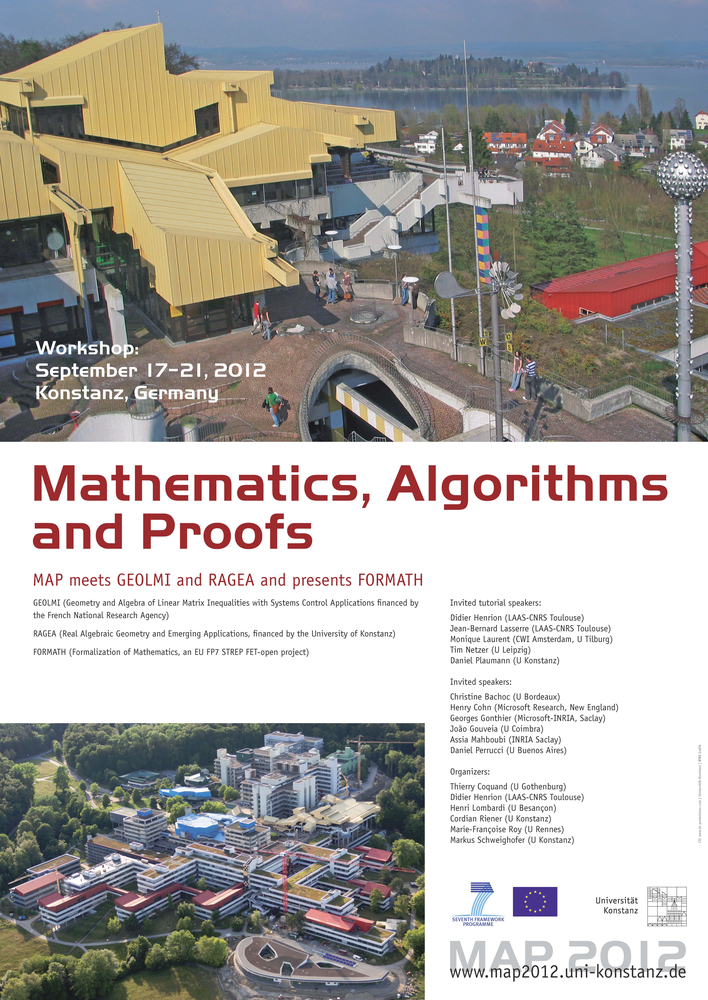 Workshop:
September 17–21, 2012
Konstanz, Germany
Mathematics, Algorithms
and Proofs
MAP meets GEOLMI and RAGEA and presents FORMATH
GEOLMI (Geometry and Algebra of Linear Matrix Inequalities with Systems Control Applications financed by
the French National Research Agency)
RAGEA (Real Algebraic Geometry and Emerging Applications, financed by the University of Konstanz)
FORMATH (Formalization of Mathematics, an EU FP7 STREP FET-open project)
Invited tutorial speakers:
Didier Henrion (LAAS-CNRS Toulouse)
Jean-Bernard Lasserre (LAAS-CNRS Toulouse)
Monique Laurent (CWI Amsterdam, U Tilburg)
Tim Netzer (U Leipzig)
Daniel Plaumann (U Konstanz)
Invited speakers:
Christine Bachoc (U Bordeaux)
Henry Cohn (Microsoft Research, New England)
Georges Gonthier (Microsoft-INRIA, Saclay)
João Gouveia (U Coimbra)
Assia Mahboubi (INRIA Saclay)
Daniel Perrucci (U Buenos Aires)
Organizers:
Thierry Coquand (U Gothenburg)
Didier Henrion (LAAS-CNRS Toulouse)
Henri Lombardi (U Besançon)
Cordian Riener (U Konstanz)
Marie-Françoise Roy (U Rennes)
Markus Schweighofer (U Konstanz)
SEVENTH FRAMEWORK
PROGRAMME
Universität
Konstanz
MAP 2012
www.map2012.uni-konstanz.de